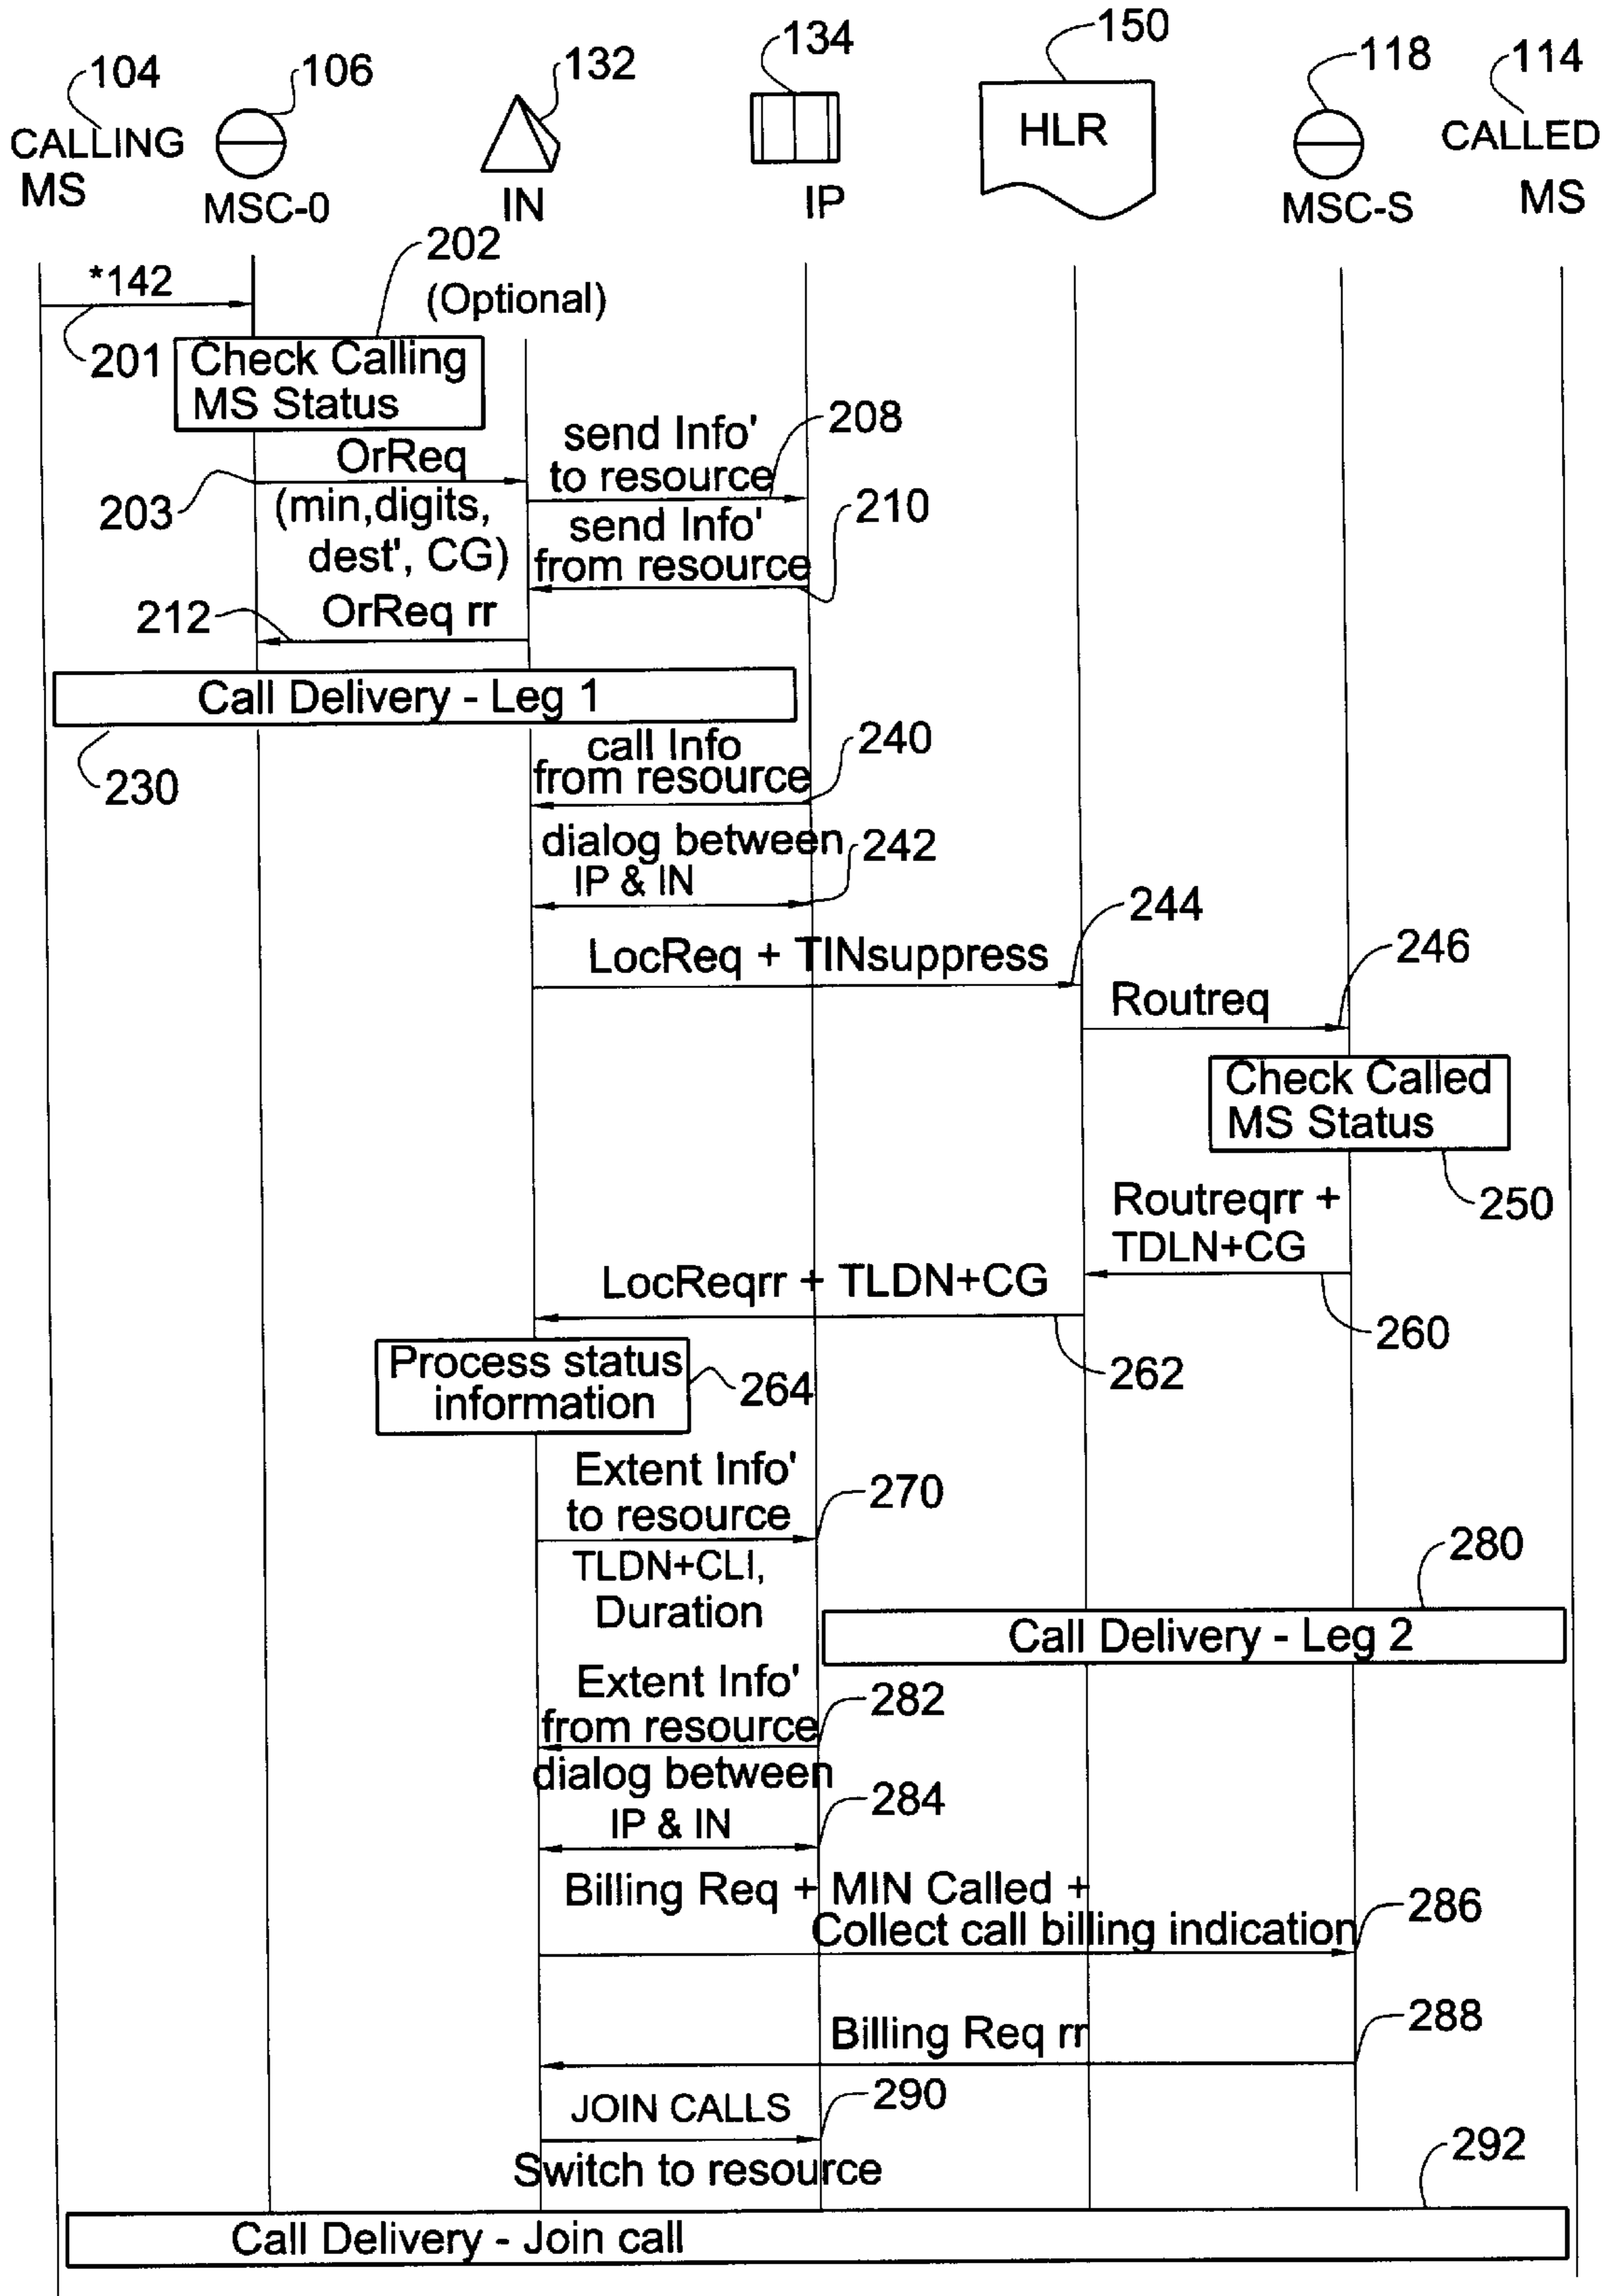 104
106
132
134
150
118
114
CALLING
MS
MSC-0
IN
IP
HLR
MSC-S
CALLED
MS
*142
201
202
(Optional)
Check Calling
MS Status
OrReq
203
(min,digits,
dest', CG)
send Info'
to resource
208
send Info'
from resource
210
OrReq rr
212
Call Delivery - Leg 1
230
call Info
from resource
240
dialog between
IP & IN
242
LocReq + TINsuppress
244
Routreq
246
Check Called
MS Status
250
Routreqrr +
TDLN+CG
260
LocReqrr + TLDN+CG
262
Process status
information
264
Extent Info'
to resource
270
TLDN+CLI,
Duration
280
Call Delivery - Leg 2
Extent Info'
from resource
282
dialog between
IP & IN
284
Billing Req + MIN Called +
Collect call billing indication
286
Billing Req rr
288
JOIN CALLS
290
Switch to resource
292
Call Delivery - Join call